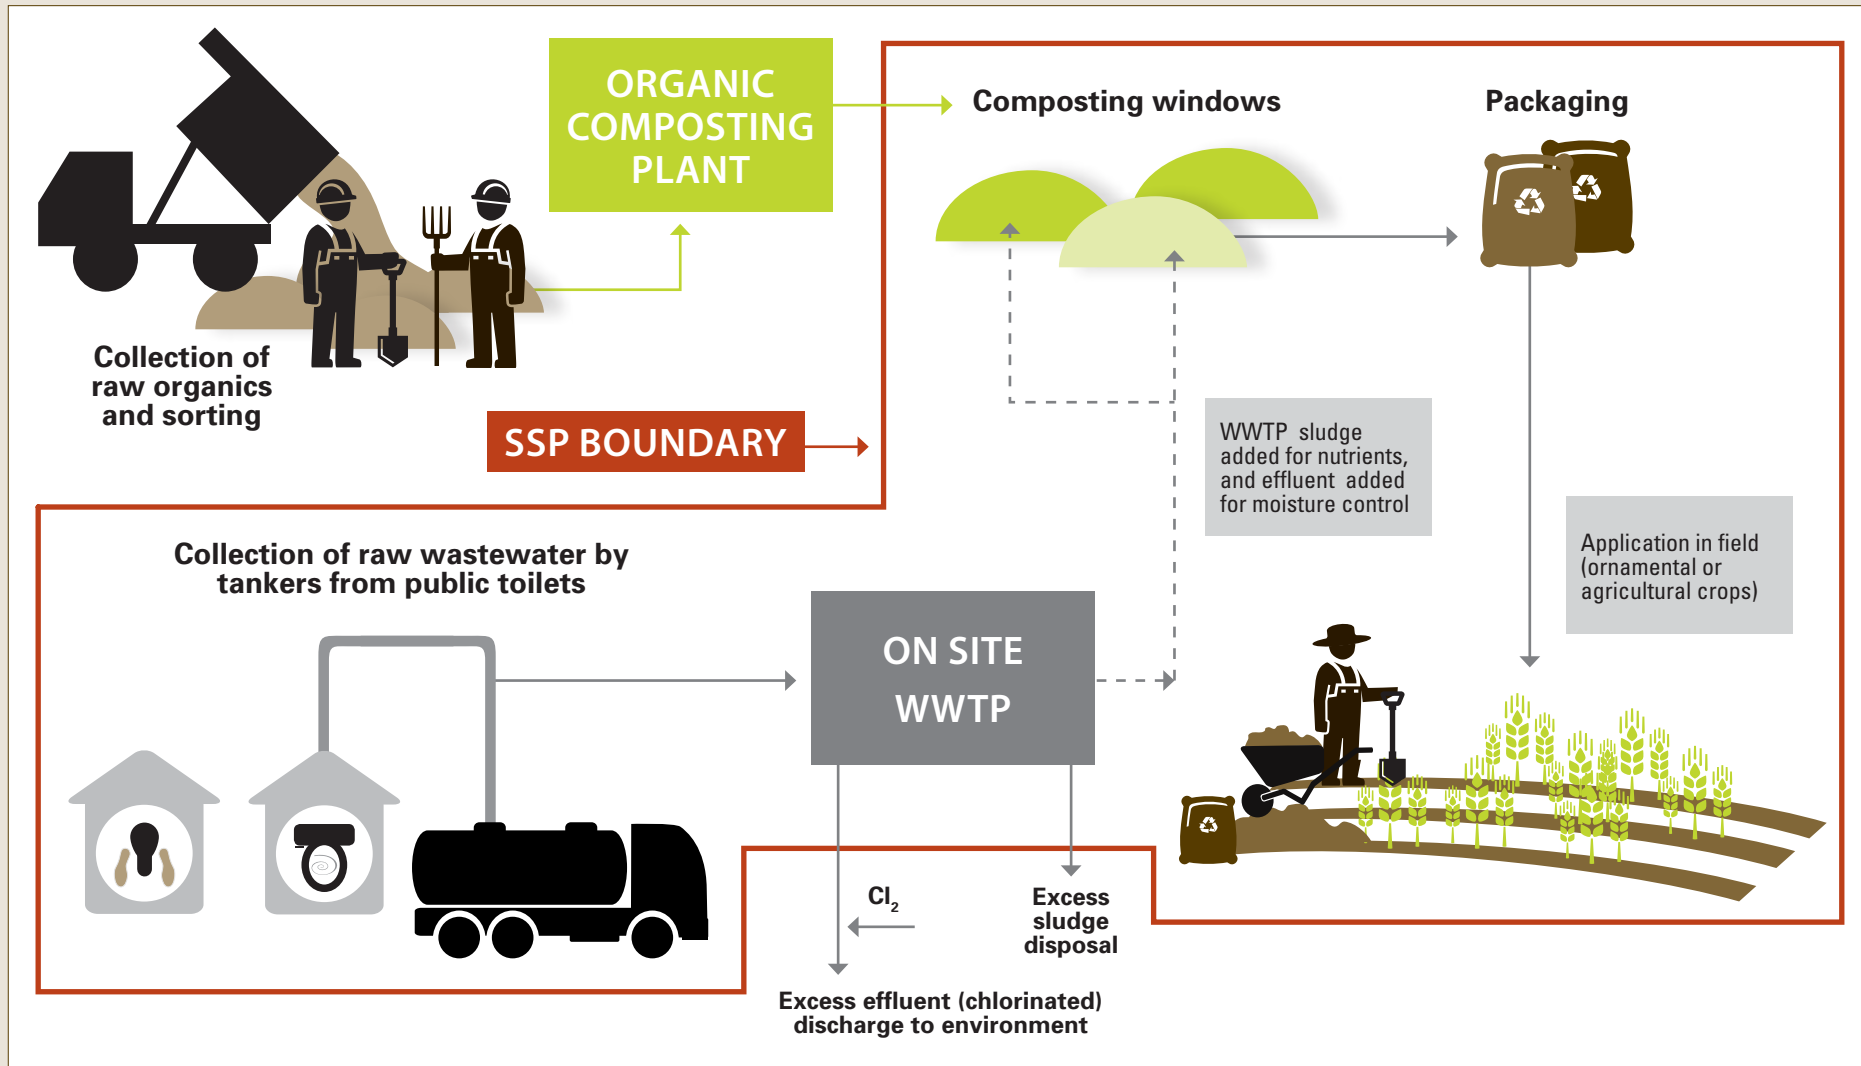 ORGANIC
COMPOSTING
PLANT
Composting windows
Packaging
Collection of
raw organics
and sorting
SSP BOUNDARY
WWTP sludge
added for nutrients,
and effluent added
for moisture control
Application in field
(ornamental or
agricultural crops)
Collection of raw wastewater by
tankers from public toilets
ON SITE
WWTP
Cl₂
Excess
sludge
disposal
Excess effluent (chlorinated)
discharge to environment